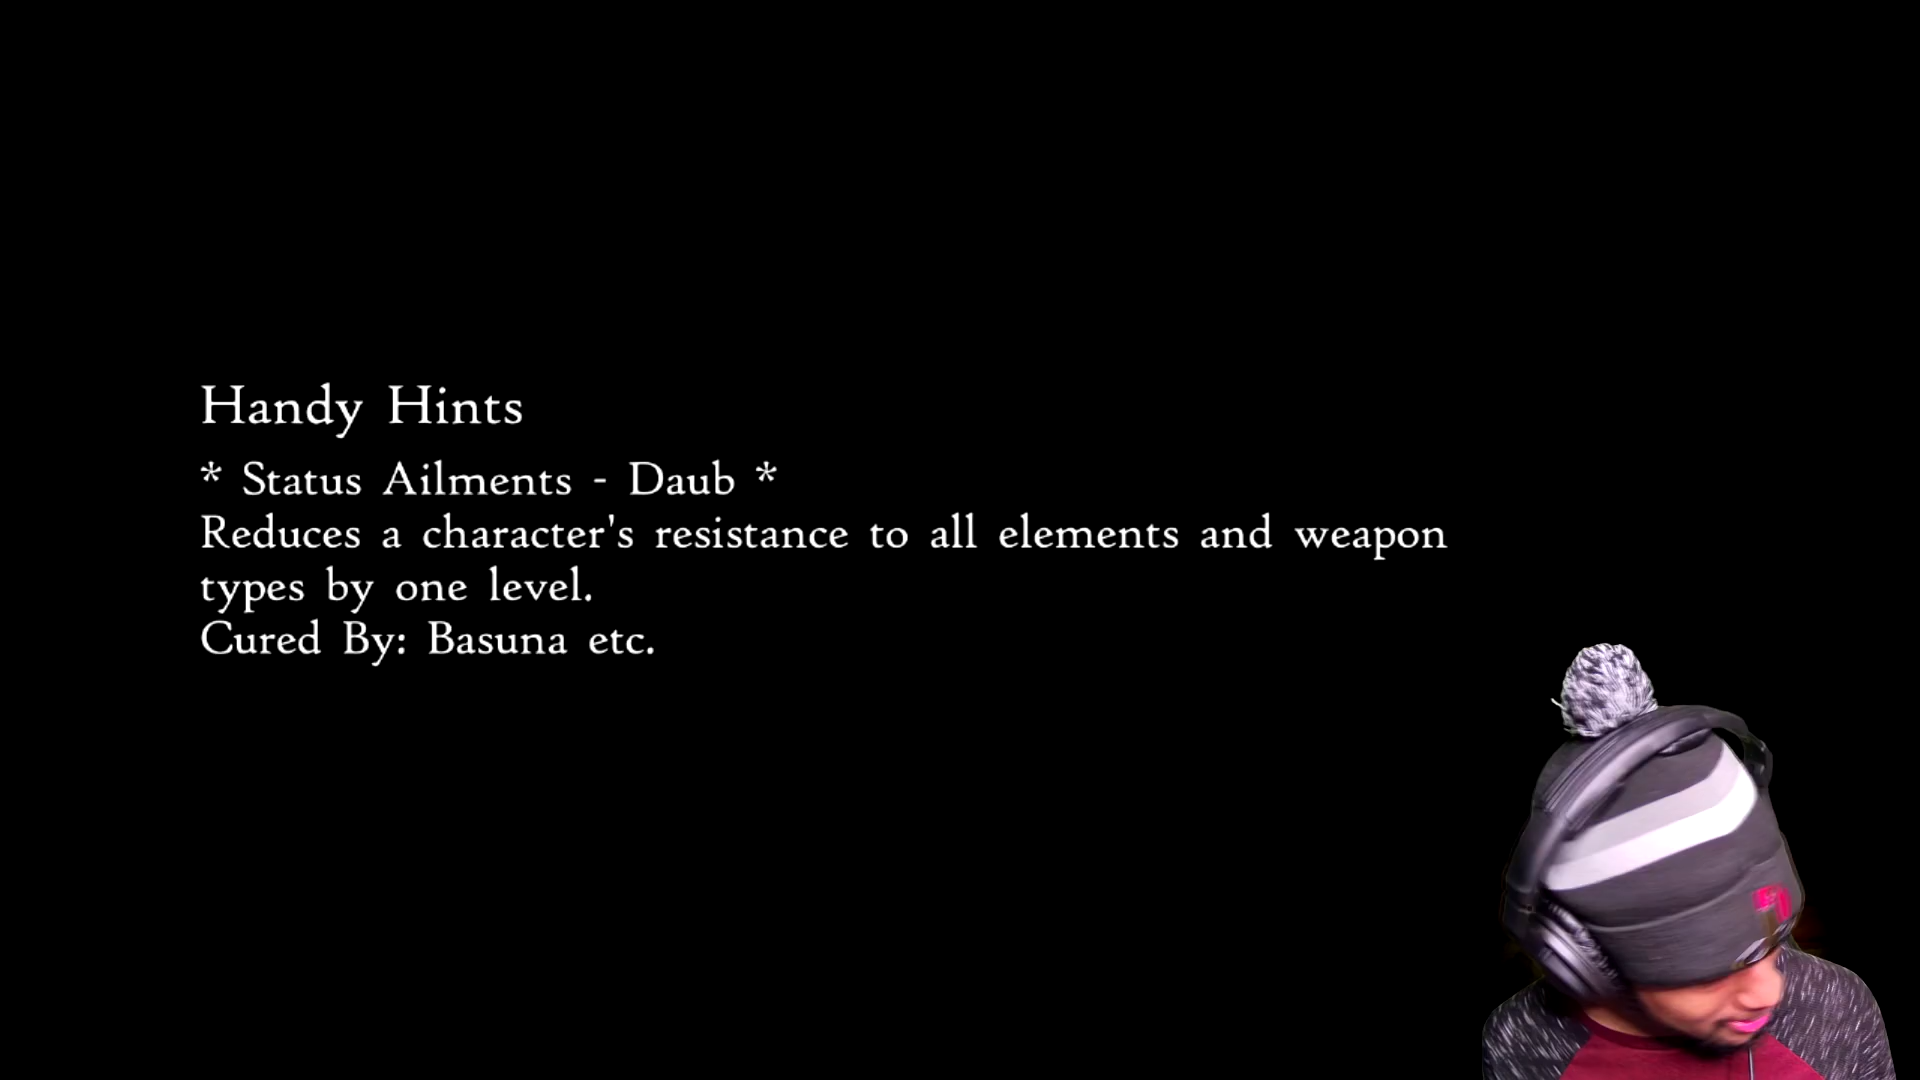 Handy Hints
* Status Ailments - Daub *
Reduces a character's resistance to all elements and weapon
types by one level.
Cured By: Basuna etc.